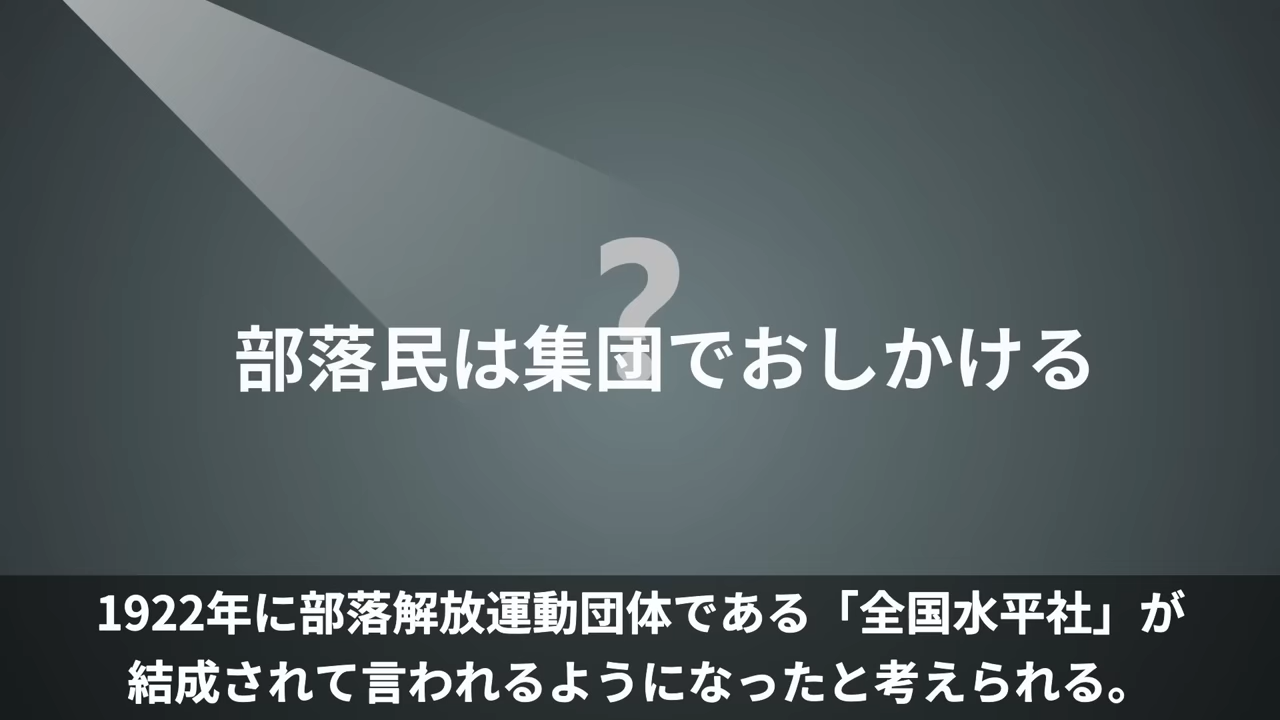 ?
部落民は集団でおしかける
1922年に部落解放運動団体である「全国水平社」が
結成されて言われるようになったと考えられる。